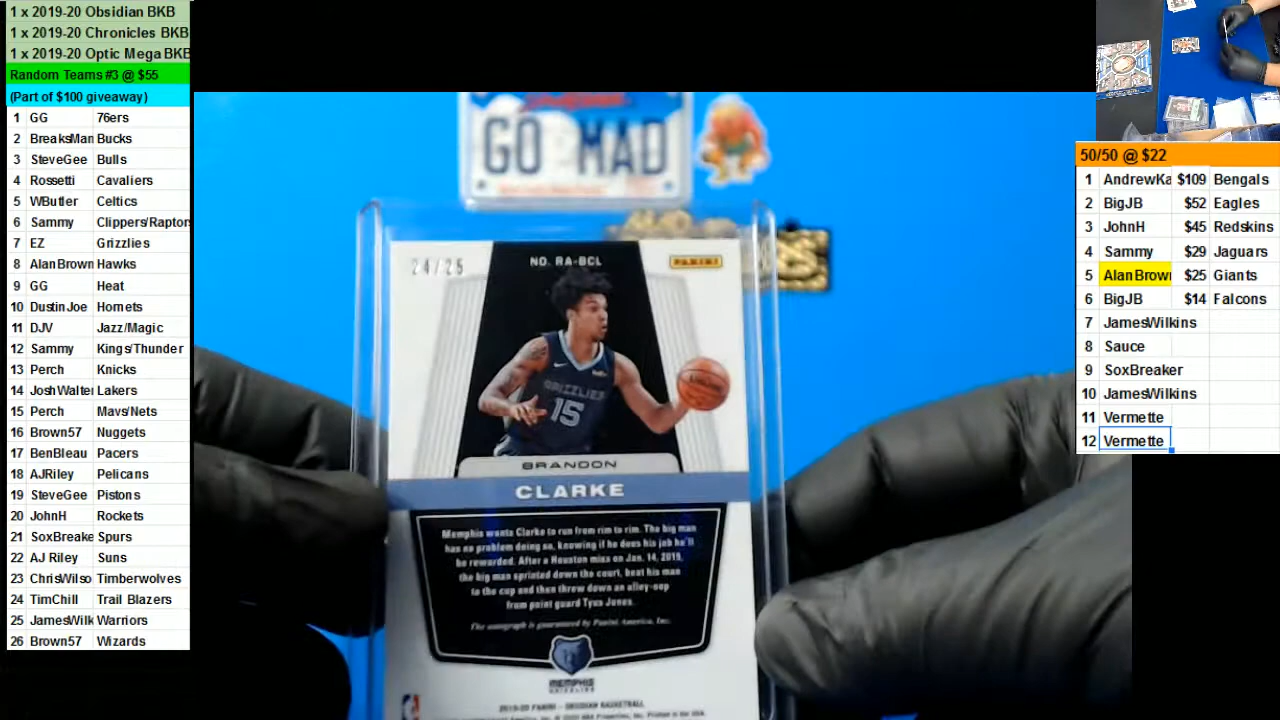 1 x 2019-20 Obsidian BKB
1 x 2019-20 Chronicles BKB
1 x 2019-20 Optic Mega BKB
Random Teams #3 @ $55
(Part of $100 giveaway)
1 GG 76ers
2 BreaksMan Bucks
3 SteveGee Bulls
4 Rossetti Cavaliers
5 WButler Celtics
6 Sammy Clippers/Raptors
7 EZ Grizzlies
8 AlanBrown Hawks
9 GG Heat
10 DustinJoe Hornets
11 DJV Jazz/Magic
12 Sammy Kings/Thunder
13 Perch Knicks
14 JoshWalter Lakers
15 Perch Mavs/Nets
16 Brown57 Nuggets
17 BenBleau Pacers
18 AJRiley Pelicans
19 SteveGee Pistons
20 JohnH Rockets
21 SoxBreake Spurs
22 AJ Riley Suns
23 ChrisWilso Timberwolves
24 TimChill Trail Blazers
25 JamesWilk Warriors
26 Brown57 Wizards
GO MAD
24/25
NO. RA-BCL
PANINI
GRIZZLIES
15
BRANDON
CLARKE
Memphis wants Clarke to run from rim to rim. The big man
has no problem doing so, knowing if he does his job he'll
be rewarded. After a Houston miss on Jan. 14, 2019,
the big man sprinted down the court, beat his man
to the cup and then threw down an alley-oop
from point guard Tyus Jones.
The autograph is guaranteed by Panini America, Inc.
MEMPHIS
GRIZZLIES
2019-20 PANINI - OBSIDIAN BASKETBALL
50/50 @ $22
1 AndrewKa $109 Bengals
2 BigJB $52 Eagles
3 JohnH $45 Redskins
4 Sammy $29 Jaguars
5 AlanBrown $25 Giants
6 BigJB $14 Falcons
7 JamesWilkins
8 Sauce
9 SoxBreaker
10 JamesWilkins
11 Vermette
12 Vermette